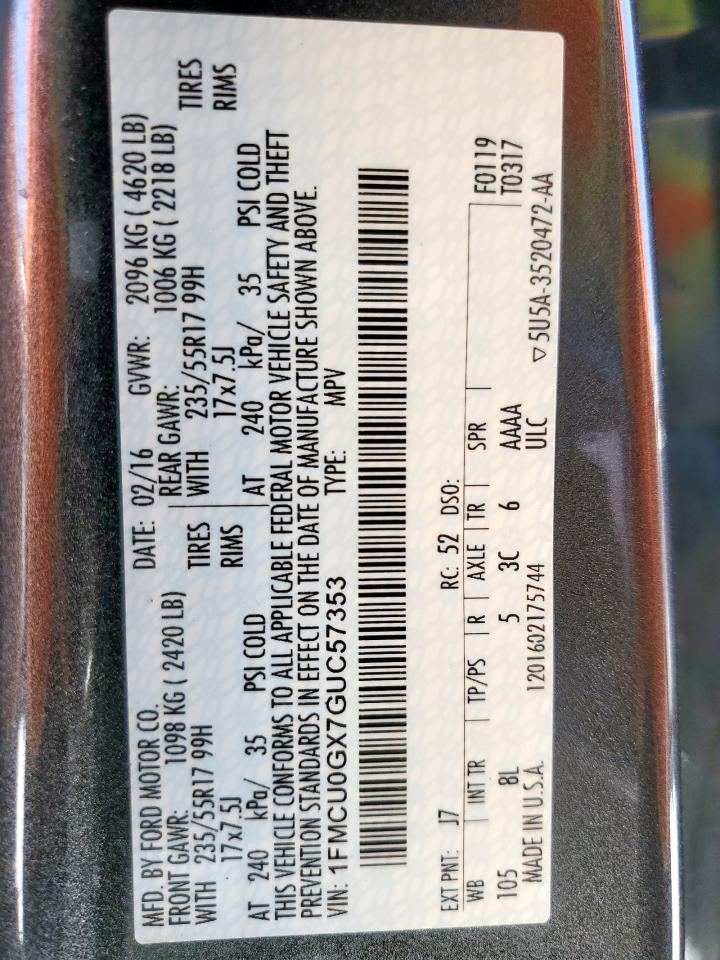 MFD. BY FORD MOTOR CO. DATE: 02/16 GVWR: 2096 KG ( 4620 LB)
FRONT GAWR: 1098 KG ( 2420 LB) REAR GAWR: 1006 KG ( 2218 LB)
WITH 235/55R17 99H TIRES WITH 235/55R17 99H TIRES
17x7.5J RIMS 17x7.5J RIMS
AT 240 kPa/ 35 PSI COLD AT 240 kPa/ 35 PSI COLD
THIS VEHICLE CONFORMS TO ALL APPLICABLE FEDERAL MOTOR VEHICLE SAFETY AND THEFT
PREVENTION STANDARDS IN EFFECT ON THE DATE OF MANUFACTURE SHOWN ABOVE.
VIN: 1FMCU0GX7GUC57353 TYPE: MPV
EXT PNT: J7 RC: 52 DSO:
WB INT TR TP/PS R AXLE TR SPR F0119
105 8L 5 3C 6 AAAA T0317
MADE IN U.S.A. 1201602175744 ULC ▽5U5A-3520472-AA